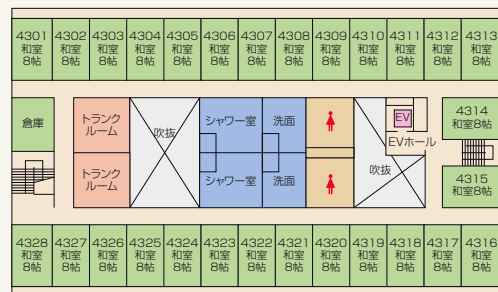 4301 4302 4303 4304 4305 4306 4307 4308 4309 4310 4311 4312 4313
和室 和室 和室 和室 和室 和室 和室 和室 和室 和室 和室 和室 和室
8帖 8帖 8帖 8帖 8帖 8帖 8帖 8帖 8帖 8帖 8帖 8帖 8帖
倉庫
トランク
ルーム
吹抜
シャワー室
洗面
EV
EVホール
4314
和室8帖
トランク
ルーム
シャワー室
洗面
吹抜
4315
和室8帖
4328 4327 4326 4325 4324 4323 4322 4321 4320 4319 4318 4317 4316
和室 和室 和室 和室 和室 和室 和室 和室 和室 和室 和室 和室 和室
8帖 8帖 8帖 8帖 8帖 8帖 8帖 8帖 8帖 8帖 8帖 8帖 8帖